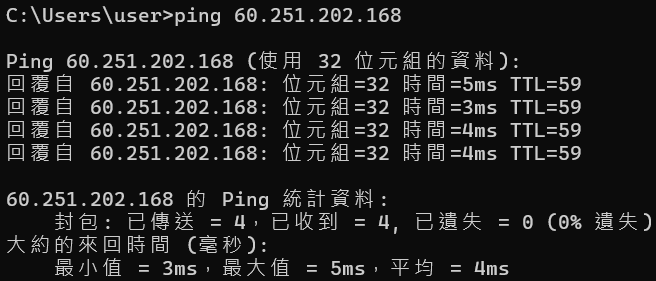 C:\Users\user>ping 60.251.202.168
Ping 60.251.202.168 (使用 32 位元組的資料):
回覆自 60.251.202.168: 位元組=32 時間=5ms TTL=59
回覆自 60.251.202.168: 位元組=32 時間=3ms TTL=59
回覆自 60.251.202.168: 位元組=32 時間=4ms TTL=59
回覆自 60.251.202.168: 位元組=32 時間=4ms TTL=59
60.251.202.168 的 Ping 統計資料:
封包: 已傳送 = 4，已收到 = 4, 已遺失 = 0 (0% 遺失)
大約的來回時間 (毫秒):
最小值 = 3ms，最大值 = 5ms，平均 = 4ms